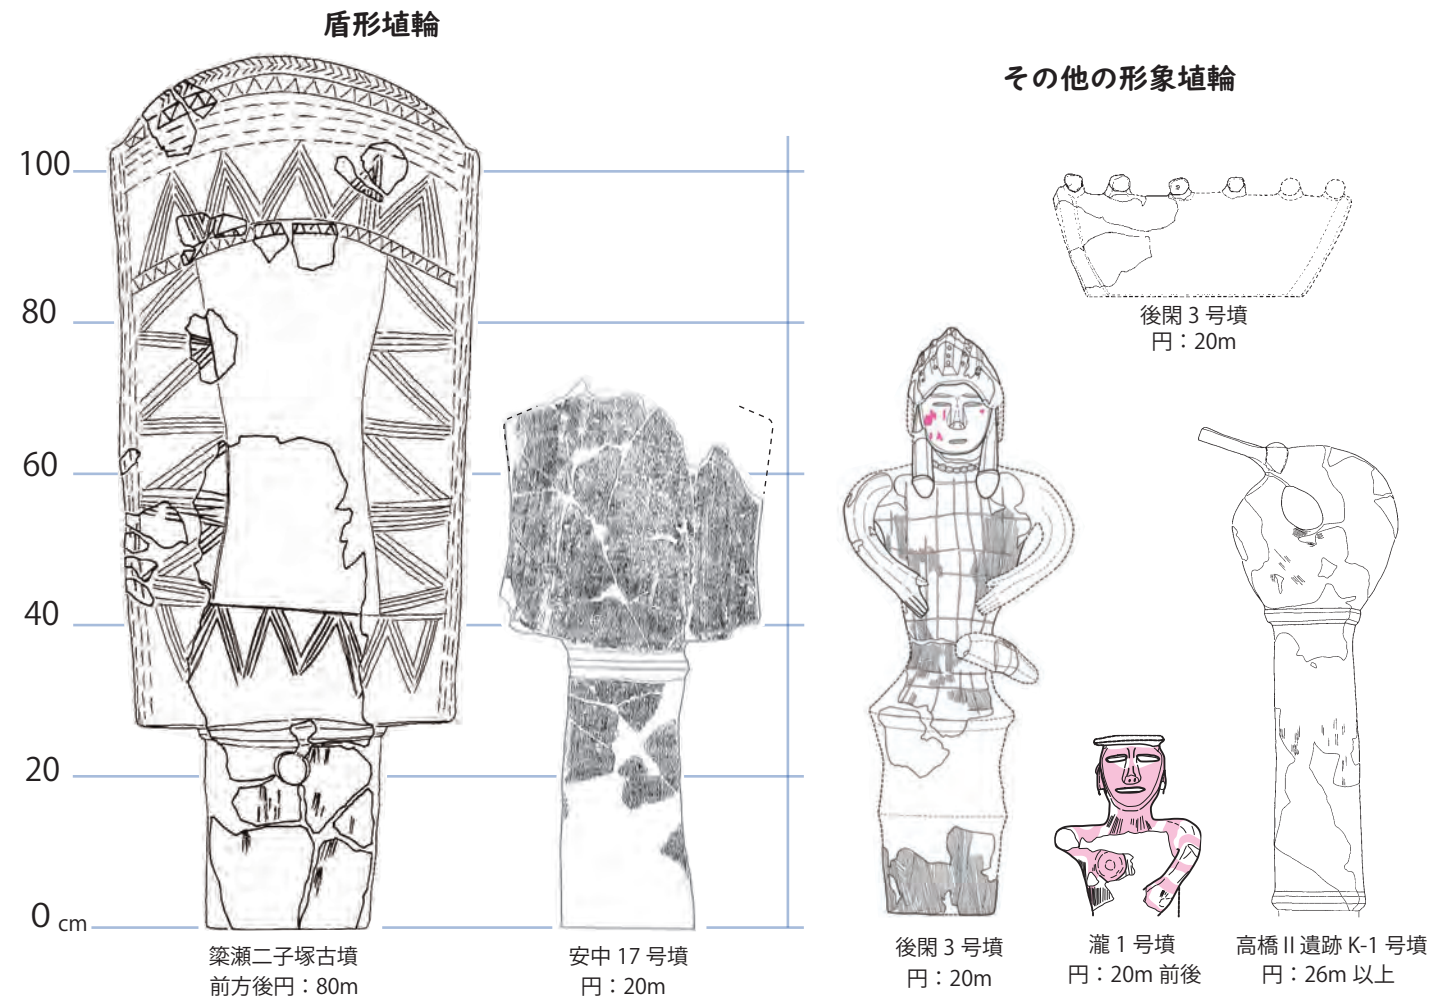 盾形埴輪
その他の形象埴輪
100
80
60
40
20
0 cm
後閑 3 号墳
円：20m
簗瀬二子塚古墳
前方後円：80m
安中 17 号墳
円：20m
後閑 3 号墳
円：20m
瀧 1 号墳
円：20m 前後
高橋Ⅱ遺跡 K-1 号墳
円：26m 以上